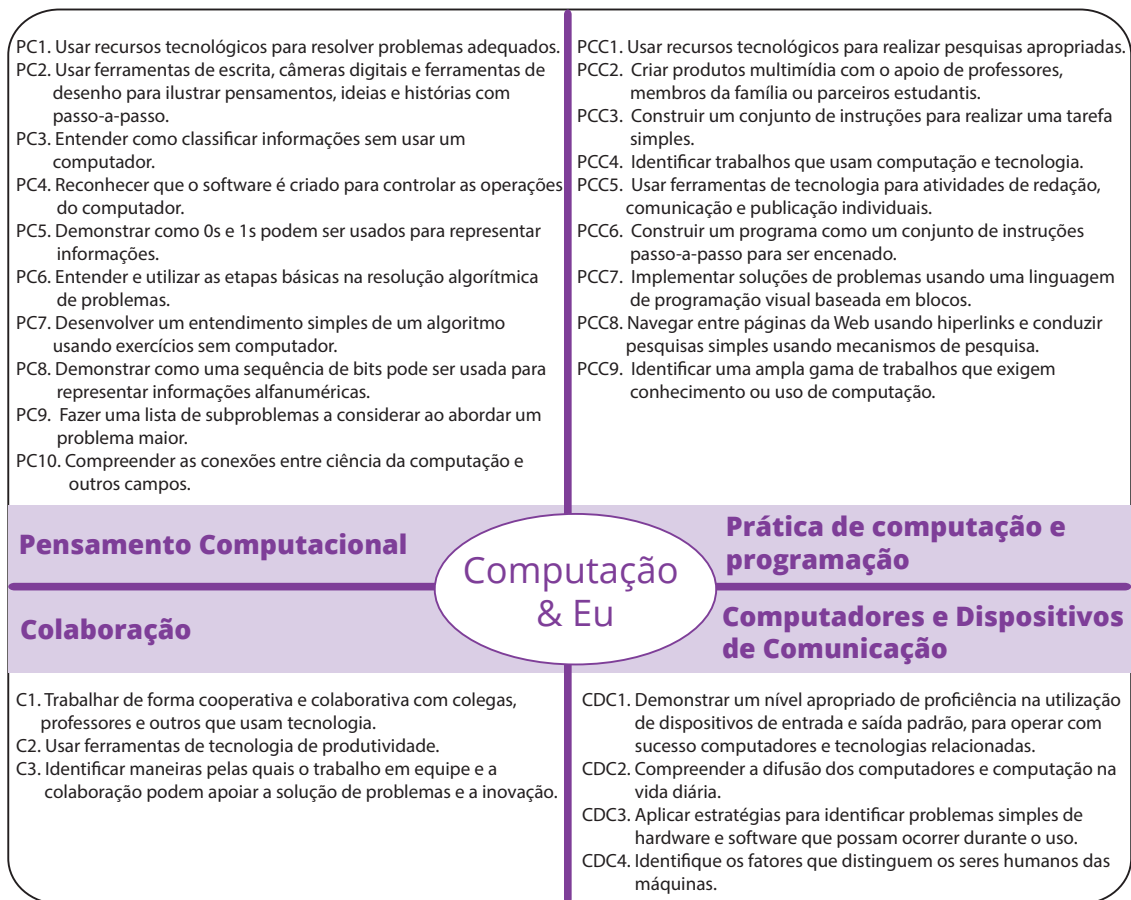 PC1. Usar recursos tecnológicos para resolver problemas adequados.
PC2. Usar ferramentas de escrita, câmeras digitais e ferramentas de
desenho para ilustrar pensamentos, ideias e histórias com
passo-a-passo.
PC3. Entender como classificar informações sem usar um
computador.
PC4. Reconhecer que o software é criado para controlar as operações
do computador.
PC5. Demonstrar como 0s e 1s podem ser usados para representar
informações.
PC6. Entender e utilizar as etapas básicas na resolução algorítmica
de problemas.
PC7. Desenvolver um entendimento simples de um algoritmo
usando exercícios sem computador.
PC8. Demonstrar como uma sequência de bits pode ser usada para
representar informações alfanuméricas.
PC9. Fazer uma lista de subproblemas a considerar ao abordar um
problema maior.
PC10. Compreender as conexões entre ciência da computação e
outros campos.
PCC1. Usar recursos tecnológicos para realizar pesquisas apropriadas.
PCC2. Criar produtos multimídia com o apoio de professores,
membros da família ou parceiros estudantis.
PCC3. Construir um conjunto de instruções para realizar uma tarefa
simples.
PCC4. Identificar trabalhos que usam computação e tecnologia.
PCC5. Usar ferramentas de tecnologia para atividades de redação,
comunicação e publicação individuais.
PCC6. Construir um programa como um conjunto de instruções
passo-a-passo para ser encenado.
PCC7. Implementar soluções de problemas usando uma linguagem
de programação visual baseada em blocos.
PCC8. Navegar entre páginas da Web usando hiperlinks e conduzir
pesquisas simples usando mecanismos de pesquisa.
PCC9. Identificar uma ampla gama de trabalhos que exigem
conhecimento ou uso de computação.
Pensamento Computacional
Prática de computação e
programação
Computação
& Eu
Colaboração
Computadores e Dispositivos
de Comunicação
C1. Trabalhar de forma cooperativa e colaborativa com colegas,
professores e outros que usam tecnologia.
C2. Usar ferramentas de tecnologia de produtividade.
C3. Identificar maneiras pelas quais o trabalho em equipe e a
colaboração podem apoiar a solução de problemas e a inovação.
CDC1. Demonstrar um nível apropriado de proficiência na utilização
de dispositivos de entrada e saída padrão, para operar com
sucesso computadores e tecnologias relacionadas.
CDC2. Compreender a difusão dos computadores e computação na
vida diária.
CDC3. Aplicar estratégias para identificar problemas simples de
hardware e software que possam ocorrer durante o uso.
CDC4. Identifique os fatores que distinguem os seres humanos das
máquinas.